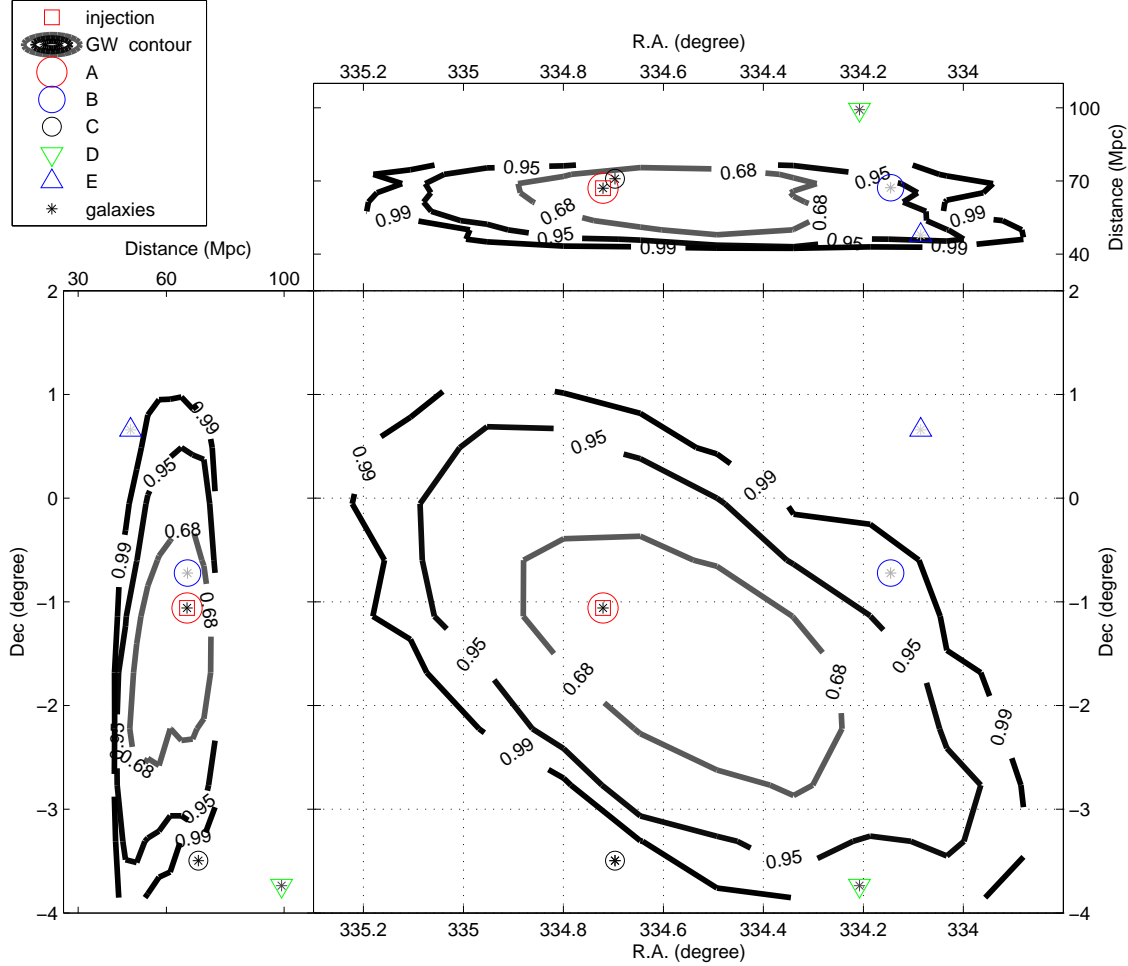 injection
GW contour
A
B
C
D
E
galaxies
R.A. (degree)
335.2 335 334.8 334.6 334.4 334.2 334
0.95 0.68 0.95
0.99 0.68 0.68 0.99
0.95 0.99 0.95 0.99
100
70
40
Distance (Mpc)
Distance (Mpc)
30 60 100
2
1
0
−1
−2
−3
−4
Dec (degree)
0.99
0.95
0.68
0.99
0.68
0.95
0.68
0.95
0.99
0.95
0.99
0.99
0.99
0.95
0.95
0.68
0.68
0.99
0.99
0.95
2
1
0
−1
−2
−3
−4
Dec (degree)
335.2 335 334.8 334.6 334.4 334.2 334
R.A. (degree)